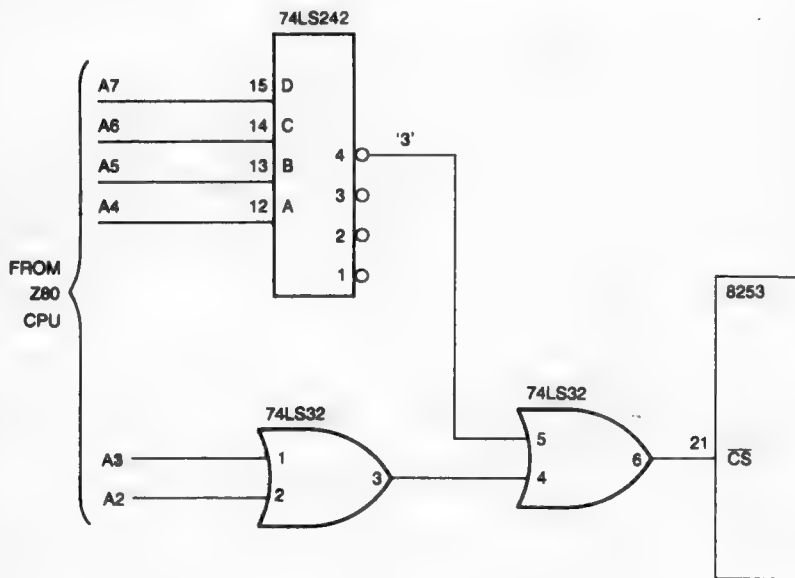 74LS242
A7 15 D
A6 14 C
4 '3'
A5 13 B
3
A4 12 A
2
1
FROM
Z80
CPU
8253
74LS32
74LS32
A3 1
3
A2 2
5
4
6
21 CS